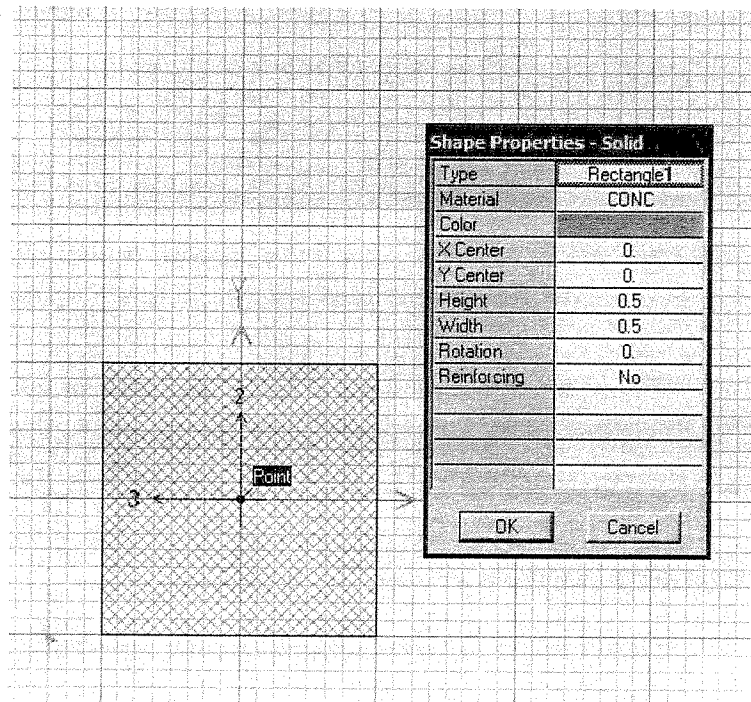 Shape Properties - Solid
Type Rectangle1
Material CONC
Color
X Center 0.
Y Center 0.
Height 0.5
Width 0.5
Rotation 0.
Reinforcing No
OK Cancel
Y
2
Point
3